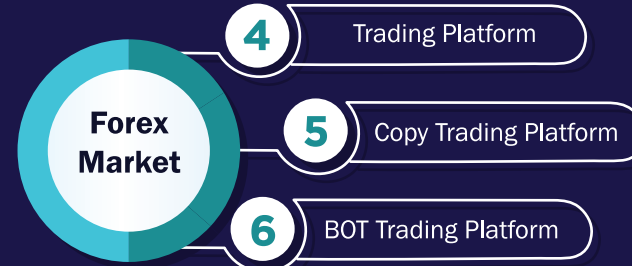 Forex
Market
4
Trading Platform
5
Copy Trading Platform
6
BOT Trading Platform